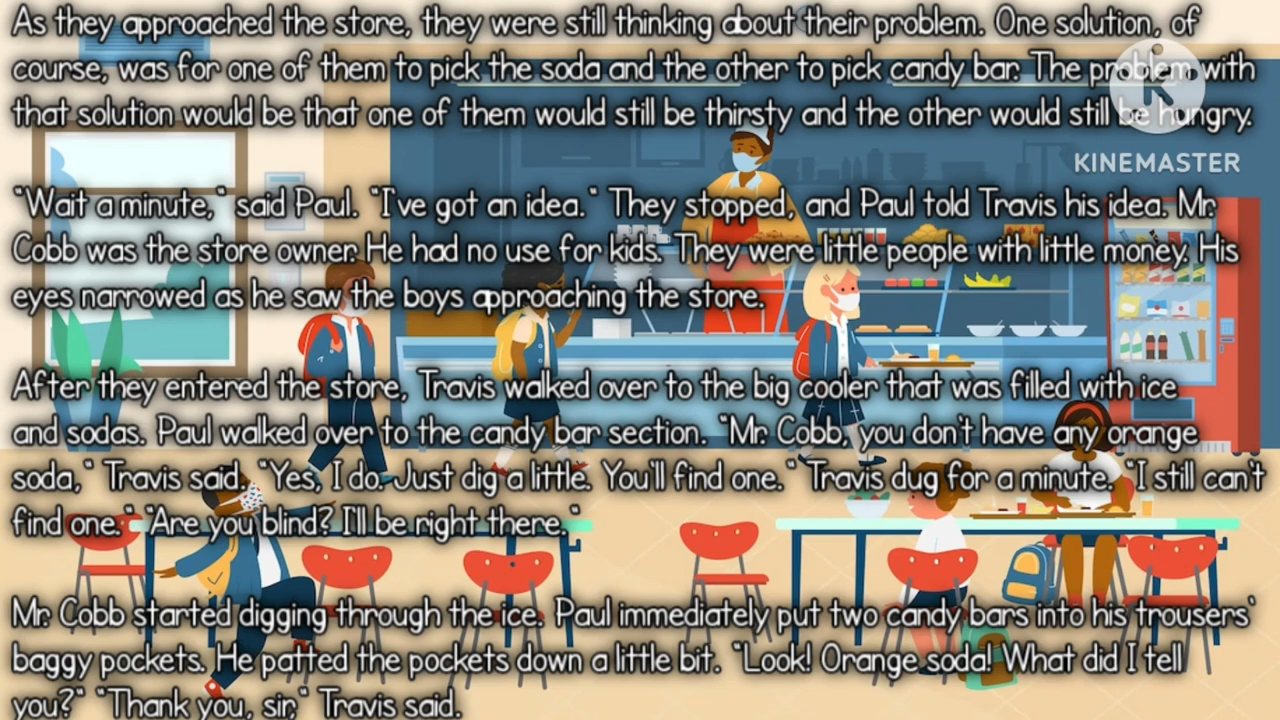 As they approached the store, they were still thinking about their problem. One solution, of
course, was for one of them to pick the soda and the other to pick candy bar. The problem with
that solution would be that one of them would still be thirsty and the other would still be hungry.
K
KINEMASTER
"Wait a minute," said Paul. "I've got an idea." They stopped, and Paul told Travis his idea. Mr.
Cobb was the store owner. He had no use for kids. They were little people with little money. His
eyes narrowed as he saw the boys approaching the store.
After they entered the store, Travis walked over to the big cooler that was filled with ice
and sodas. Paul walked over to the candy bar section. "Mr. Cobb, you don't have any orange
soda," Travis said. "Yes, I do. Just dig a little. You'll find one." Travis dug for a minute. "I still can't
find one." "Are you blind? I'll be right there."
Mr. Cobb started digging through the ice. Paul immediately put two candy bars into his trousers'
baggy pockets. He patted the pockets down a little bit. "Look! Orange soda! What did I tell
you?" "Thank you, sir," Travis said.